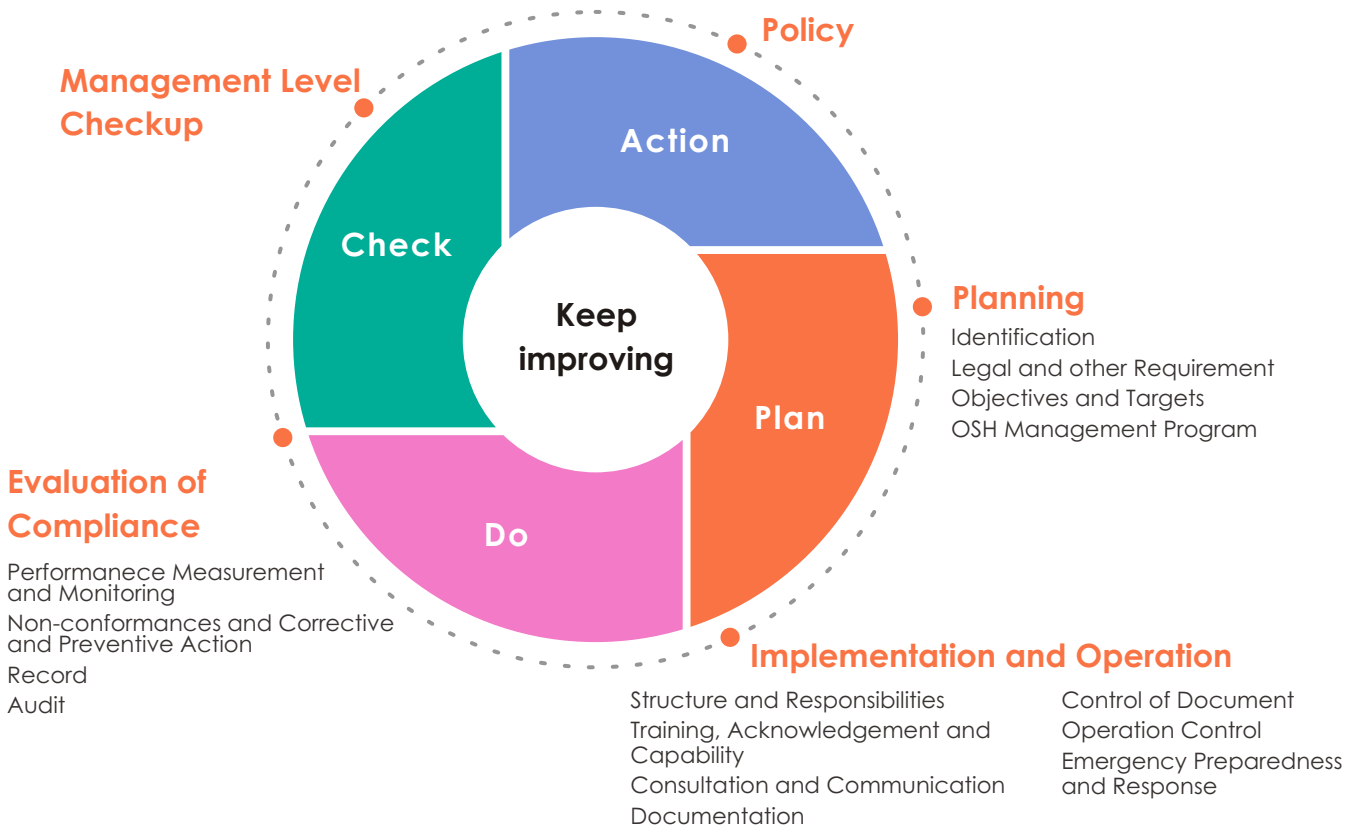 Policy
Management Level
Checkup
Action
Check
Keep
improving
Planning
Identification
Legal and other Requirement
Objectives and Targets
OSH Management Program
Plan
Do
Evaluation of
Compliance
Performanece Measurement
and Monitoring
Non-conformances and Corrective
and Preventive Action
Record
Audit
Implementation and Operation
Structure and Responsibilities
Training, Acknowledgement and
Capability
Consultation and Communication
Documentation
Control of Document
Operation Control
Emergency Preparedness
and Response